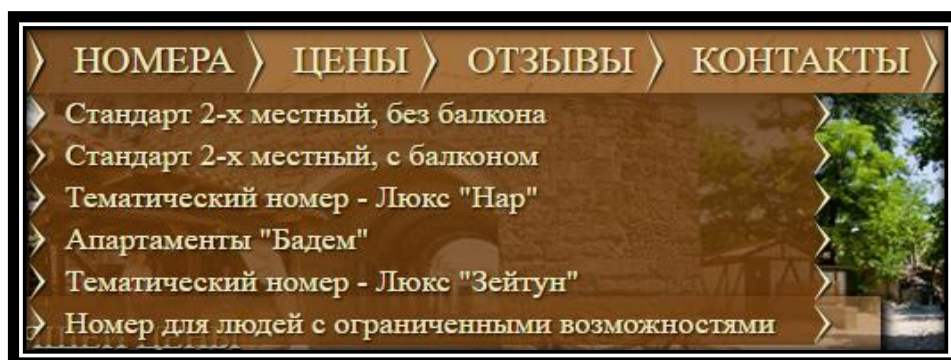 НОМЕРА ЦЕНЫ ОТЗЫВЫ КОНТАКТЫ
Стандарт 2-х местный, без балкона
Стандарт 2-х местный, с балконом
Тематический номер - Люкс "Нар"
Апартаменты "Бадем"
Тематический номер - Люкс "Зейтун"
Номер для людей с ограниченными возможностями